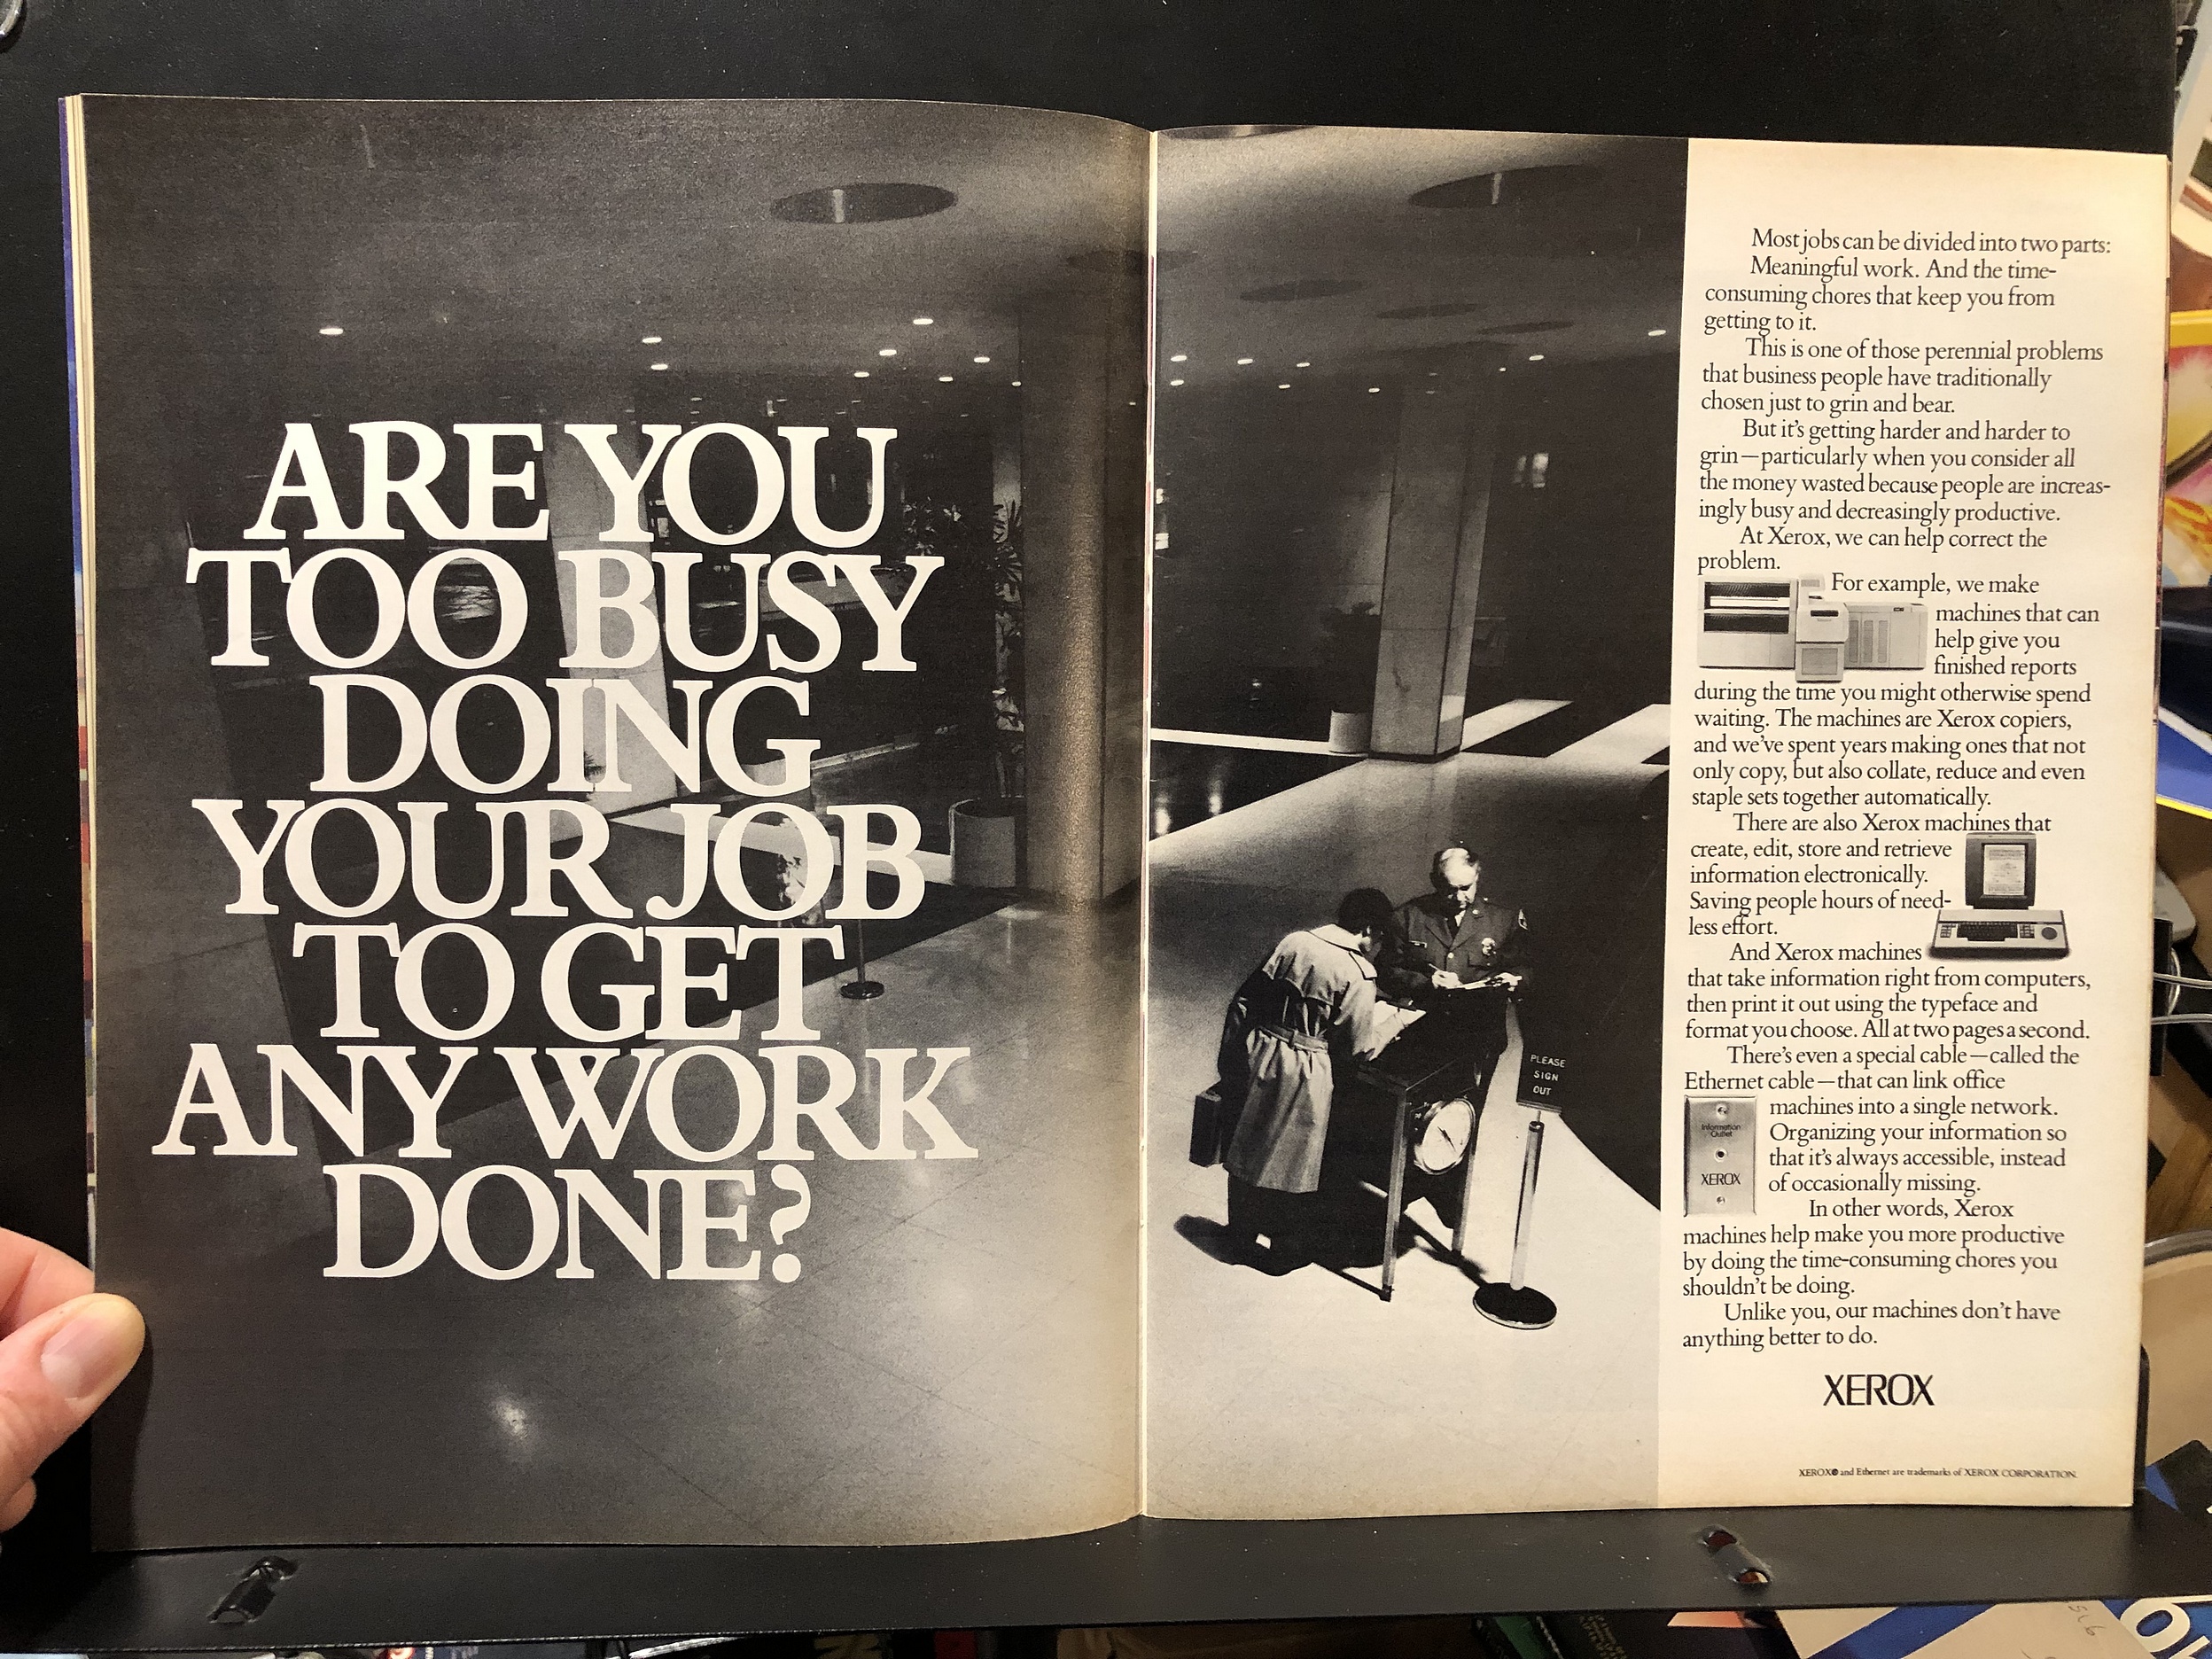 ARE YOU
TOO BUSY
DOING
YOUR JOB
TO GET
ANY WORK
DONE?
PLEASE
SIGN
OUT
Most jobs can be divided into two parts:
Meaningful work. And the time-
consuming chores that keep you from
getting to it.
This is one of those perennial problems
that business people have traditionally
chosen just to grin and bear.
But it's getting harder and harder to
grin—particularly when you consider all
the money wasted because people are increas-
ingly busy and decreasingly productive.
At Xerox, we can help correct the
problem.
For example, we make
machines that can
help give you
finished reports
during the time you might otherwise spend
waiting. The machines are Xerox copiers,
and we've spent years making ones that not
only copy, but also collate, reduce and even
staple sets together automatically.
There are also Xerox machines that
create, edit, store and retrieve
information electronically.
Saving people hours of need-
less effort.
And Xerox machines
that take information right from computers,
then print it out using the typeface and
format you choose. All at two pages a second.
There's even a special cable—called the
Ethernet cable—that can link office
machines into a single network.
Organizing your information so
that it's always accessible, instead
of occasionally missing.
Information
Outlet
XEROX
In other words, Xerox
machines help make you more productive
by doing the time-consuming chores you
shouldn't be doing.
Unlike you, our machines don't have
anything better to do.
XEROX
XEROX® and Ethernet are trademarks of XEROX CORPORATION.